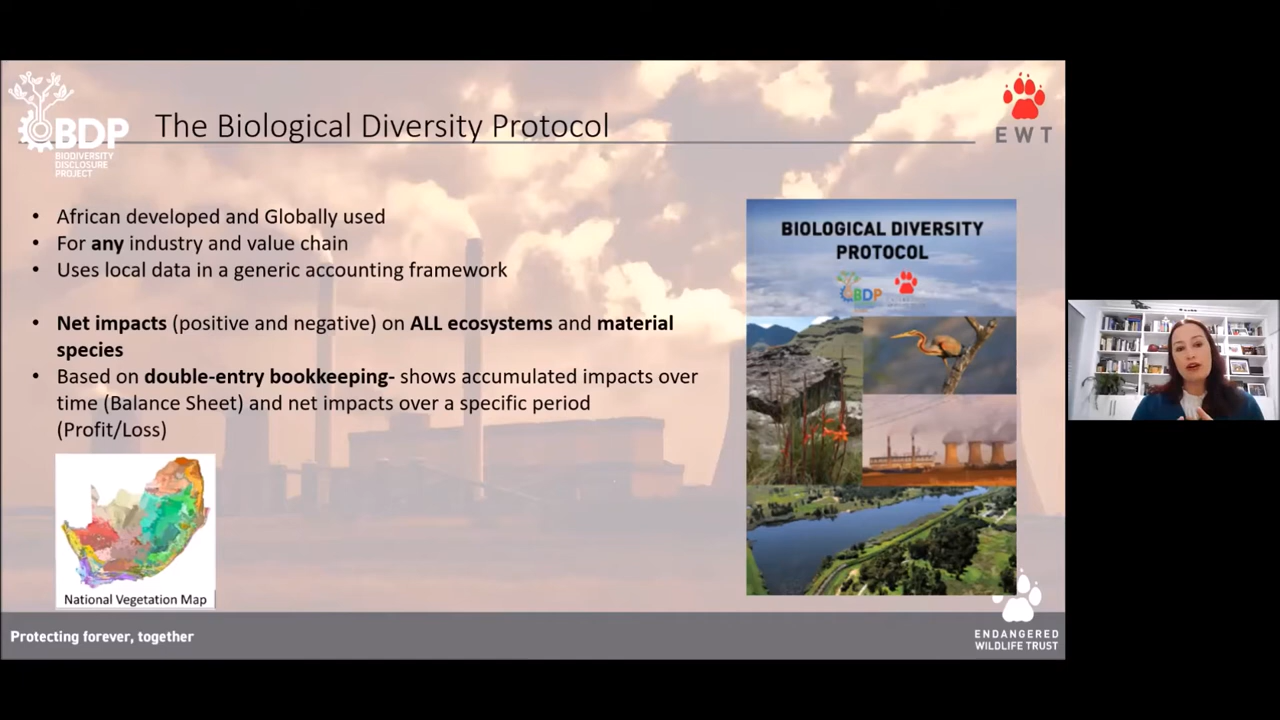 BDP
BIODIVERSITY
DISCLOSURE
PROJECT
The Biological Diversity Protocol
EWT
• African developed and Globally used
• For any industry and value chain
• Uses local data in a generic accounting framework
• Net impacts (positive and negative) on ALL ecosystems and material
species
• Based on double-entry bookkeeping- shows accumulated impacts over
time (Balance Sheet) and net impacts over a specific period
(Profit/Loss)
BIOLOGICAL DIVERSITY
PROTOCOL
BDP
National Vegetation Map
Protecting forever, together
ENDANGERED
WILDLIFE TRUST